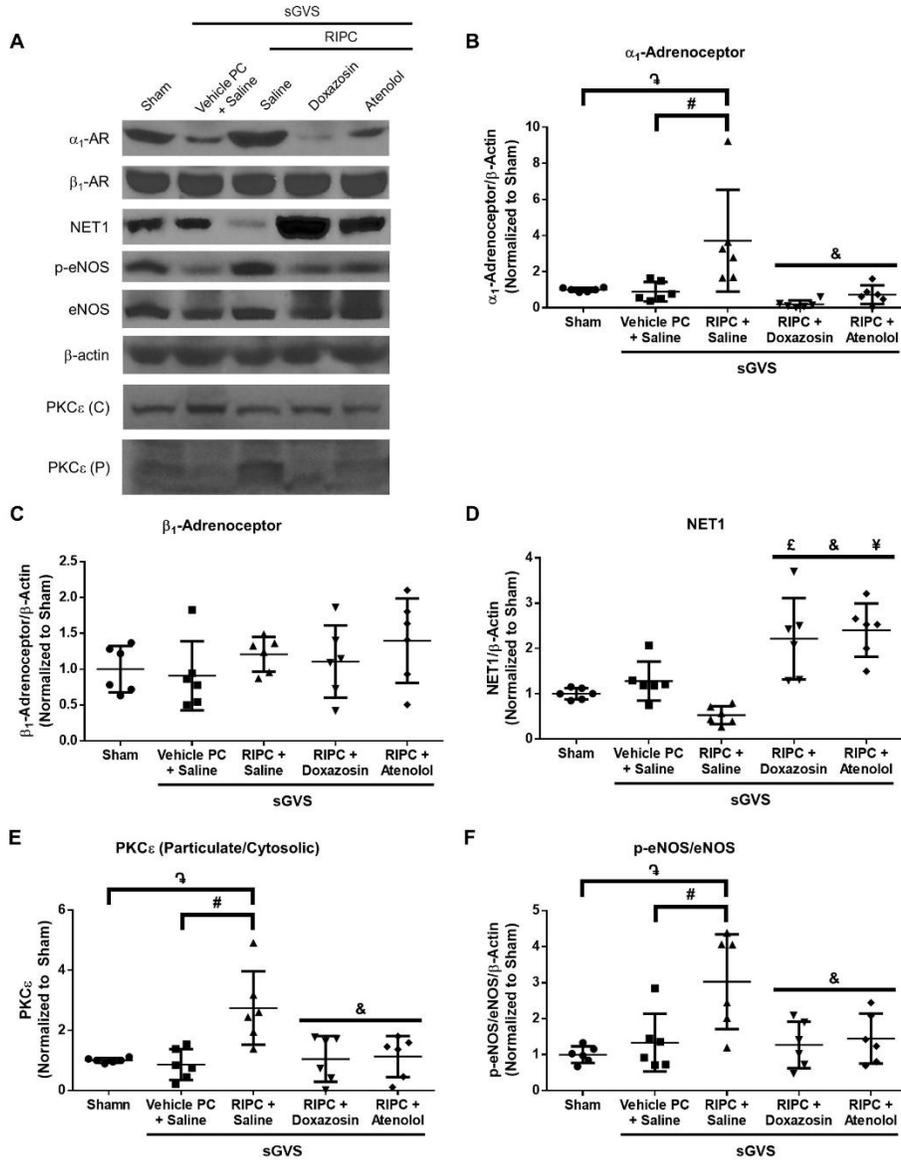 sGVS
A
RIPC
Sham
Vehicle PC
+ Saline
Saline
Doxazosin
Atenolol
α1-AR
β1-AR
NET1
p-eNOS
eNOS
β-actin
PKCε (C)
PKCε (P)
B
α1-Adrenoceptor
#
&
α1-Adrenoceptor/β-Actin
(Normalized to Sham)
10
8
6
4
2
0
Sham
Vehicle PC
+ Saline
RIPC +
Saline
RIPC +
Doxazosin
RIPC +
Atenolol
sGVS
C
β1-Adrenoceptor
β1-Adrenoceptor/β-Actin
(Normalized to Sham)
2.5
2.0
1.5
1.0
0.5
0.0
Sham
Vehicle PC
+ Saline
RIPC +
Saline
RIPC +
Doxazosin
RIPC +
Atenolol
sGVS
D
NET1
£ & ¥
NET1/β-Actin
(Normalized to Sham)
4
3
2
1
0
Sham
Vehicle PC
+ Saline
RIPC +
Saline
RIPC +
Doxazosin
RIPC +
Atenolol
sGVS
E
PKCε (Particulate/Cytosolic)
#
&
PKCε
(Normalized to Sham)
6
4
2
0
Shamn
Vehicle PC
+ Saline
RIPC +
Saline
RIPC +
Doxazosin
RIPC +
Atenolol
sGVS
F
p-eNOS/eNOS
#
&
p-eNOS/eNOS/β-Actin
(Normalized to Sham)
5
4
3
2
1
0
Sham
Vehicle PC
+ Saline
RIPC +
Saline
RIPC +
Doxazosin
RIPC +
Atenolol
sGVS